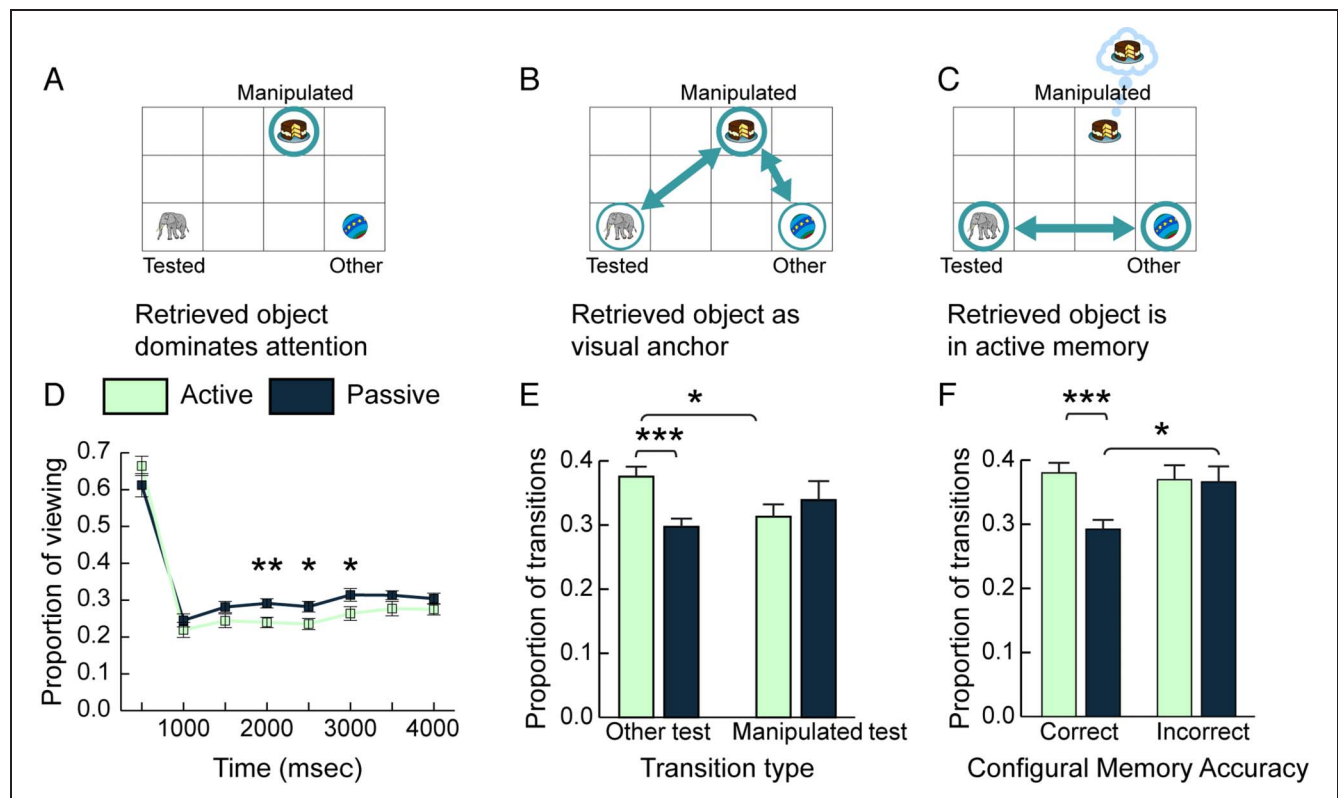 A
Manipulated
Tested
Other
Retrieved object
dominates attention
B
Manipulated
Tested
Other
Retrieved object as
visual anchor
C
Manipulated
Tested
Other
Retrieved object is
in active memory
D
Active
Passive
Proportion of viewing
0.7
0.6
0.5
0.4
0.3
0.2
0.1
0.0
** * *
1000 2000 3000 4000
Time (msec)
E
*
***
Proportion of transitions
0.4
0.3
0.2
0.1
0.0
Other test Manipulated test
Transition type
F
***
*
Proportion of transitions
0.4
0.3
0.2
0.1
0.0
Correct Incorrect
Configural Memory Accuracy